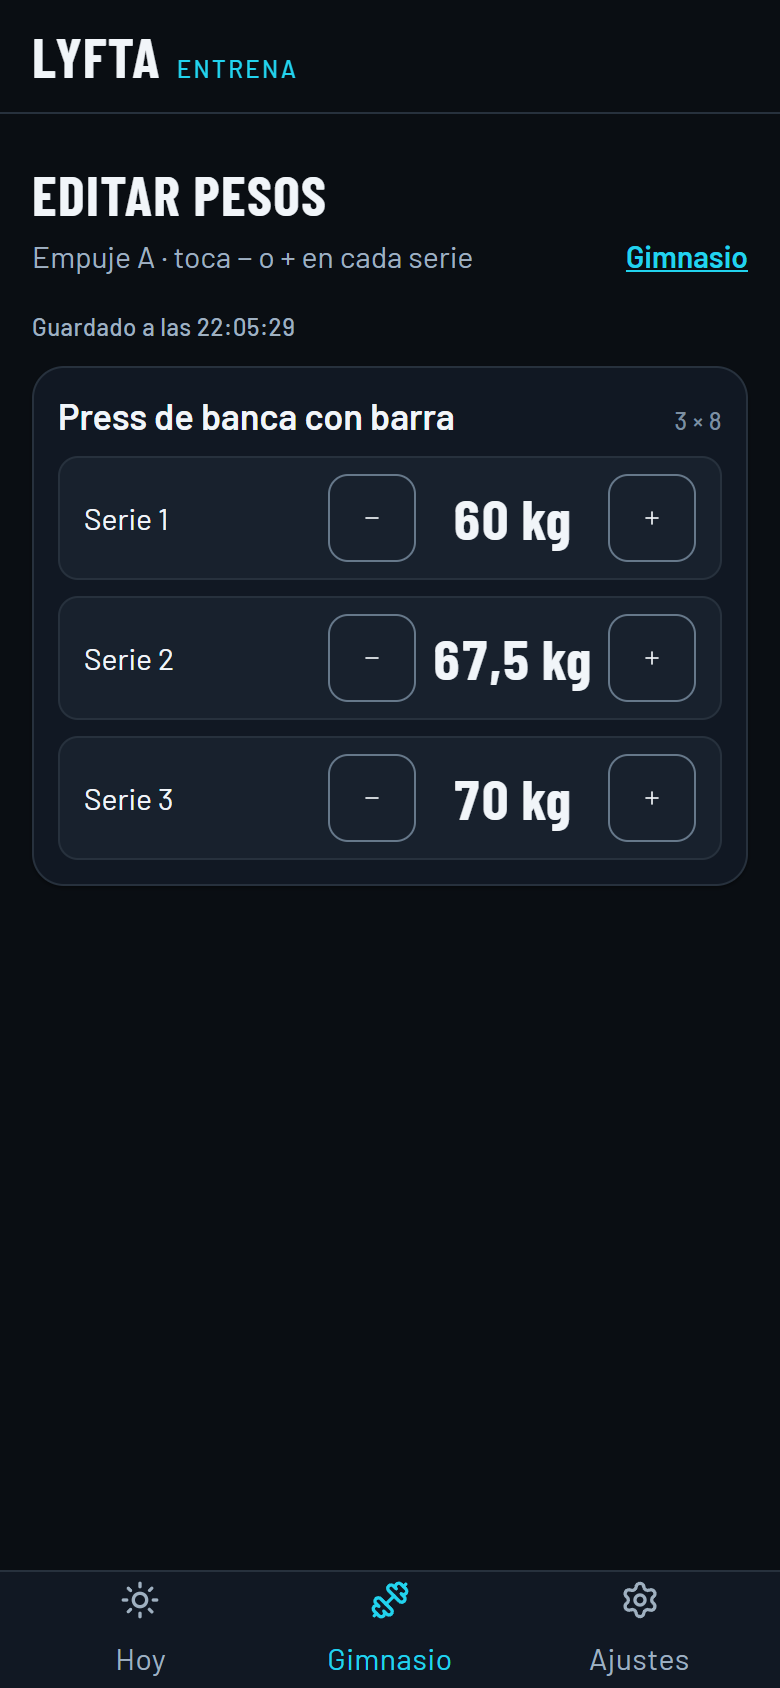 LYFTA ENTRENA
EDITAR PESOS
Empuje A · toca − o + en cada serie Gimnasio
Guardado a las 22:05:29
Press de banca con barra 3 × 8
Serie 1 − 60 kg +
Serie 2 − 67,5 kg +
Serie 3 − 70 kg +
Hoy Gimnasio Ajustes